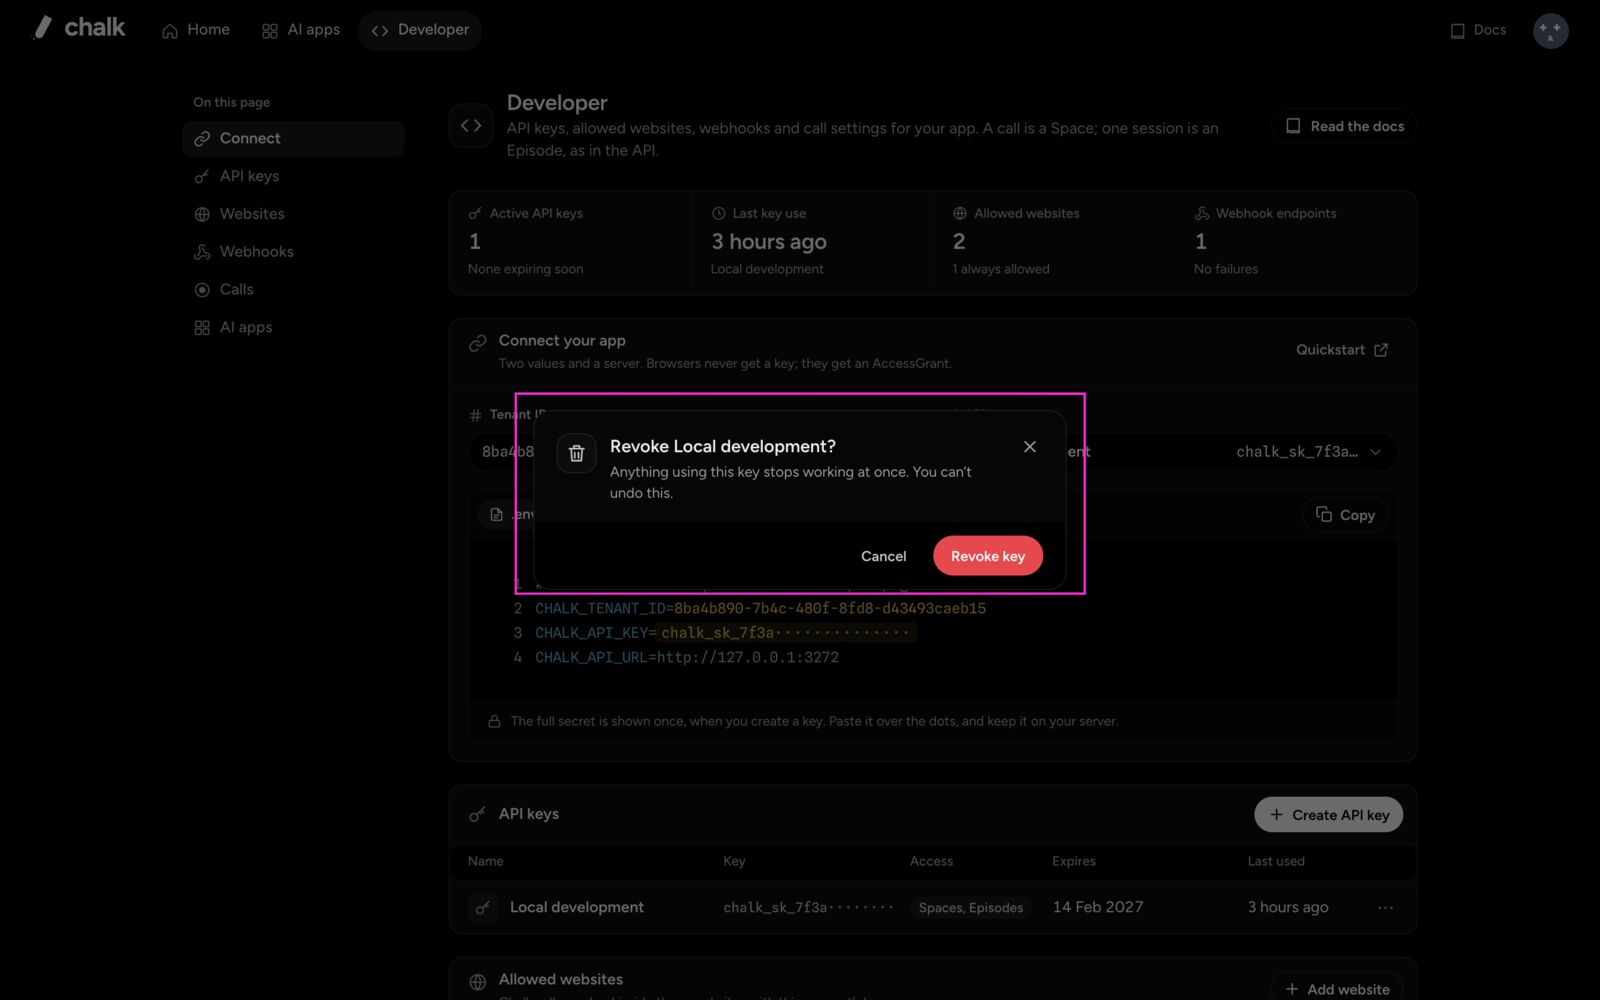 chalk
Home
AI apps
Developer
Docs
On this page
Connect
API keys
Websites
Webhooks
Calls
AI apps
Developer
API keys, allowed websites, webhooks and call settings for your app. A call is a Space; one session is an
Episode, as in the API.
Read the docs
Active API keys
1
None expiring soon
Last key use
3 hours ago
Local development
Allowed websites
2
1 always allowed
Webhook endpoints
1
No failures
Connect your app
Two values and a server. Browsers never get a key; they get an AccessGrant.
Quickstart
Tenant ID
8ba4b8
ent
chalk_sk_7f3a…
.env
Copy
Revoke Local development?
Anything using this key stops working at once. You can't
undo this.
Cancel
Revoke key
1
2 CHALK_TENANT_ID=8ba4b890-7b4c-480f-8fd8-d43493caeb15
3 CHALK_API_KEY=chalk_sk_7f3a··············
4 CHALK_API_URL=http://127.0.0.1:3272
The full secret is shown once, when you create a key. Paste it over the dots, and keep it on your server.
API keys
Create API key
Name Key Access Expires Last used
Local development chalk_sk_7f3a········ Spaces, Episodes 14 Feb 2027 3 hours ago
Allowed websites
Add website